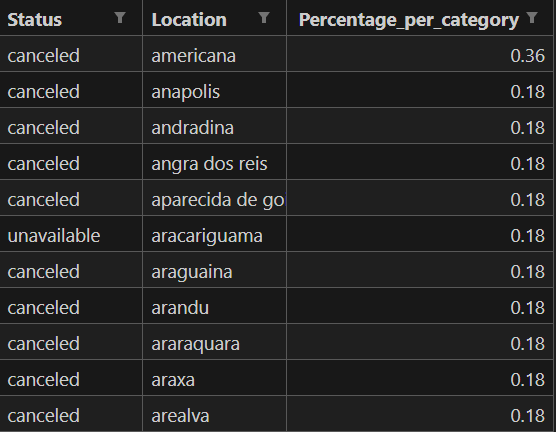 Status Location Percentage_per_category
canceled americana 0.36
canceled anapolis 0.18
canceled andradina 0.18
canceled angra dos reis 0.18
canceled aparecida de go 0.18
unavailable aracariguama 0.18
canceled araguaina 0.18
canceled arandu 0.18
canceled araraquara 0.18
canceled araxa 0.18
canceled arealva 0.18